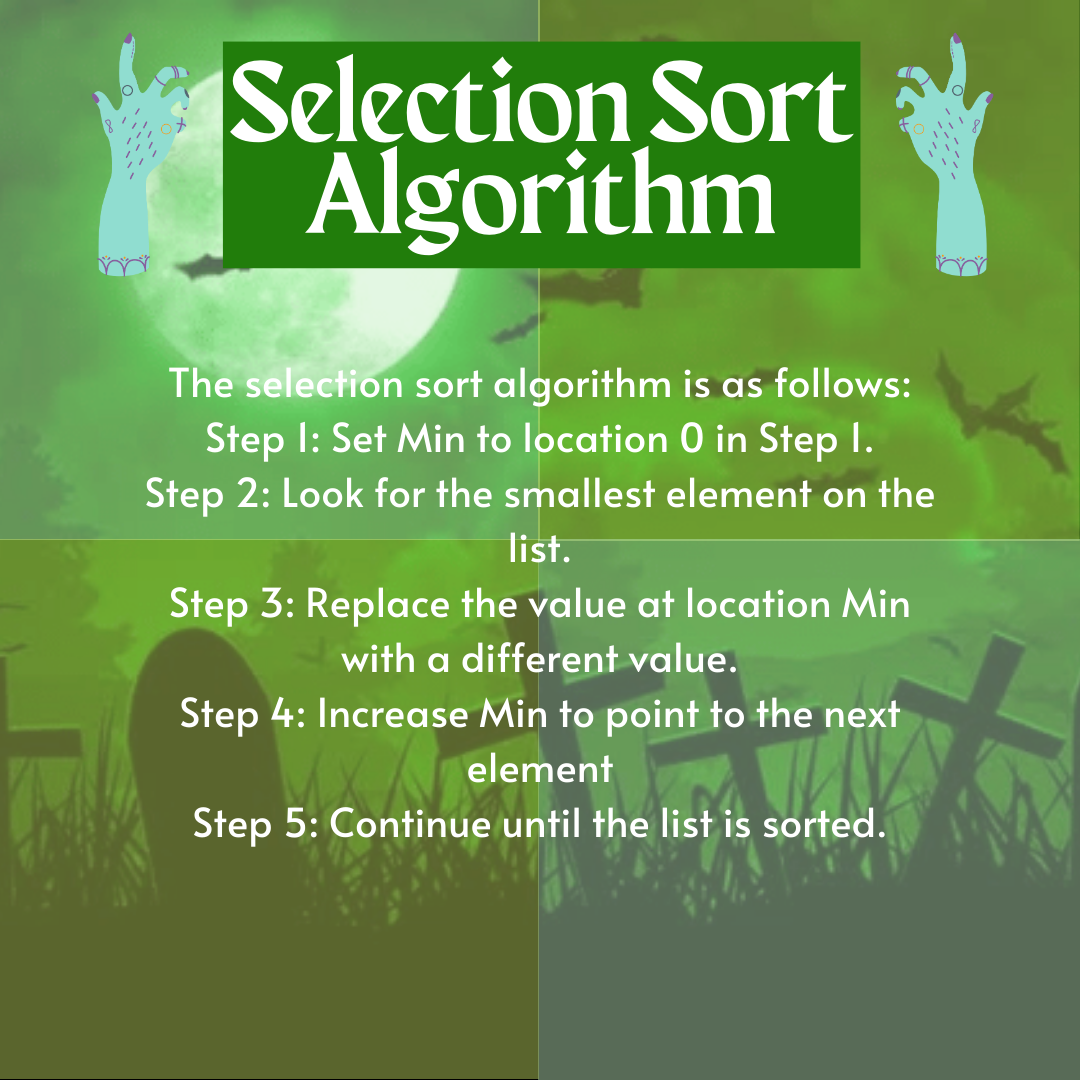 Selection Sort
Algorithm
The selection sort algorithm is as follows:
Step 1: Set Min to location 0 in Step 1.
Step 2: Look for the smallest element on the
list.
Step 3: Replace the value at location Min
with a different value.
Step 4: Increase Min to point to the next
element
Step 5: Continue until the list is sorted.